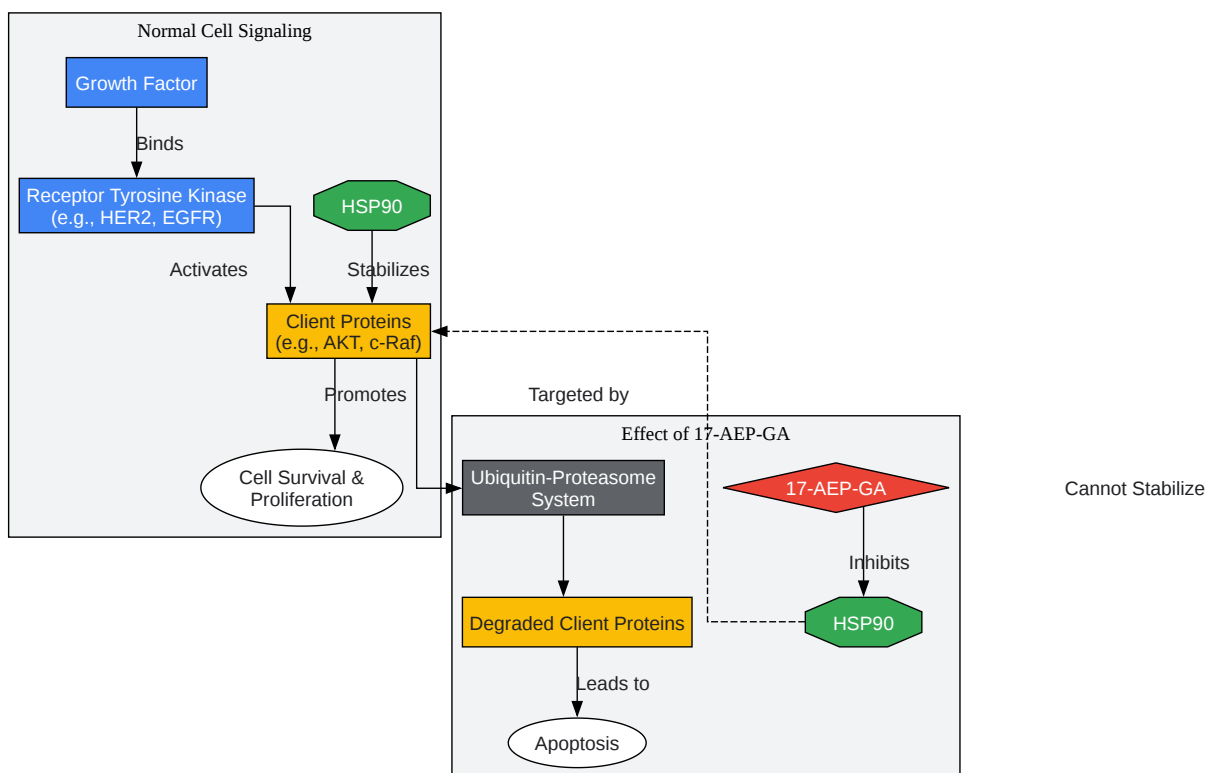 Normal Cell Signaling
Growth Factor
Binds
Receptor Tyrosine Kinase
(e.g., HER2, EGFR)
HSP90
Activates
Stabilizes
Client Proteins
(e.g., AKT, c-Raf)
Promotes
Targeted by
Cell Survival &
Proliferation
Effect of 17-AEP-GA
Ubiquitin-Proteasome
System
17-AEP-GA
Cannot Stabilize
Inhibits
Degraded Client Proteins
HSP90
Leads to
Apoptosis